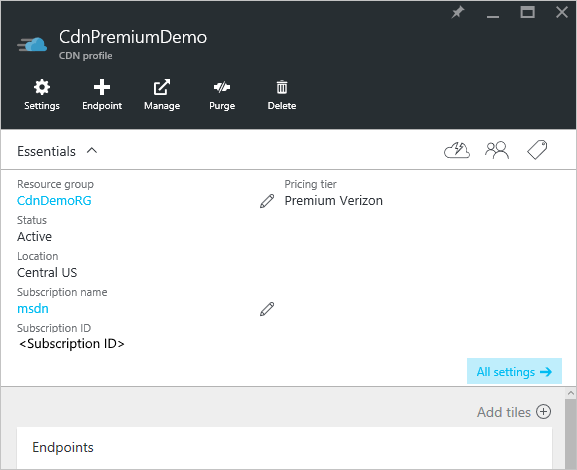 CdnPremiumDemo
CDN profile
Settings Endpoint Manage Purge Delete
Essentials
Resource group Pricing tier
CdnDemoRG Premium Verizon
Status
Active
Location
Central US
Subscription name
msdn
Subscription ID
<Subscription ID>
All settings
Add tiles
Endpoints